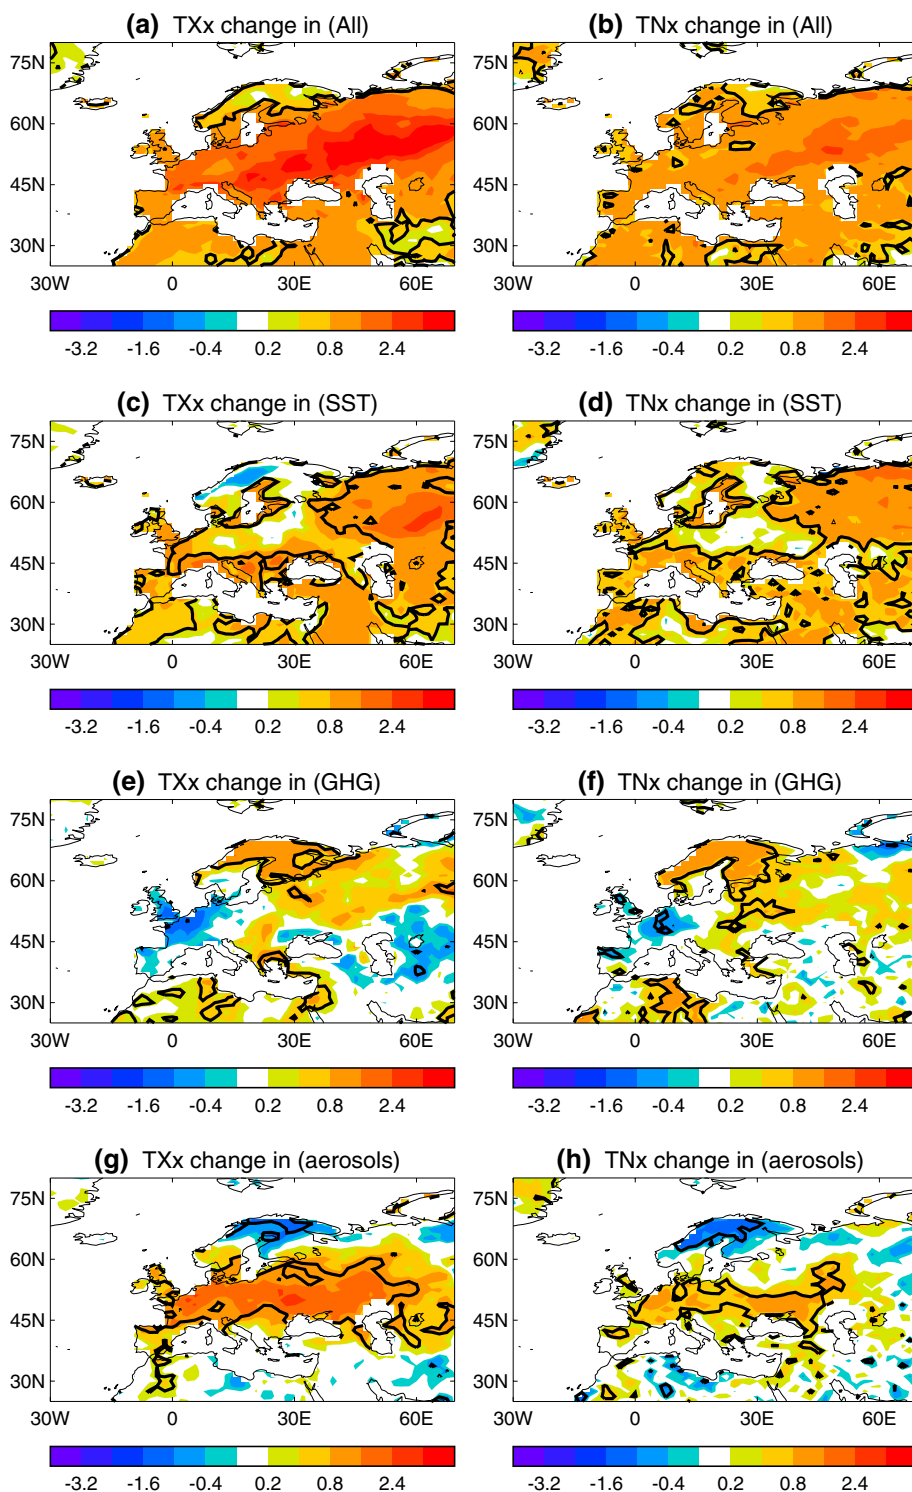 (a) TXx change in (All)
75N
60N
45N
30N
30W 0 30E 60E
-3.2 -1.6 -0.4 0.2 0.8 2.4
(b) TNx change in (All)
75N
60N
45N
30N
30W 0 30E 60E
-3.2 -1.6 -0.4 0.2 0.8 2.4
(c) TXx change in (SST)
75N
60N
45N
30N
30W 0 30E 60E
-3.2 -1.6 -0.4 0.2 0.8 2.4
(d) TNx change in (SST)
75N
60N
45N
30N
30W 0 30E 60E
-3.2 -1.6 -0.4 0.2 0.8 2.4
(e) TXx change in (GHG)
75N
60N
45N
30N
30W 0 30E 60E
-3.2 -1.6 -0.4 0.2 0.8 2.4
(f) TNx change in (GHG)
75N
60N
45N
30N
30W 0 30E 60E
-3.2 -1.6 -0.4 0.2 0.8 2.4
(g) TXx change in (aerosols)
75N
60N
45N
30N
30W 0 30E 60E
-3.2 -1.6 -0.4 0.2 0.8 2.4
(h) TNx change in (aerosols)
75N
60N
45N
30N
30W 0 30E 60E
-3.2 -1.6 -0.4 0.2 0.8 2.4